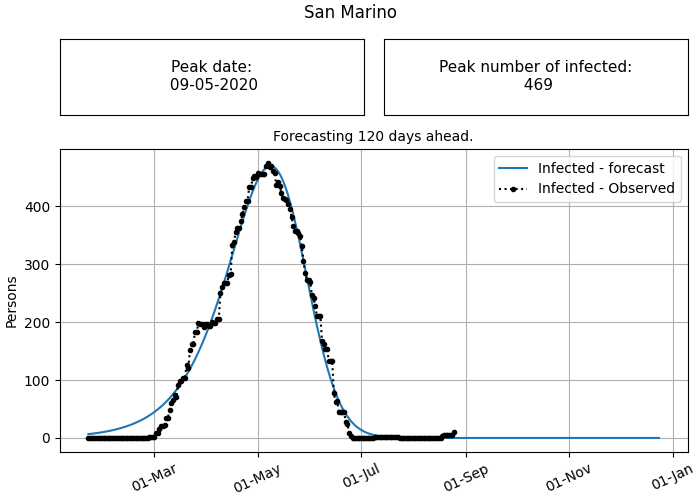 San Marino
Peak date:
09-05-2020
Peak number of infected:
469
Forecasting 120 days ahead.
Infected - forecast
Infected - Observed
Persons
400
300
200
100
0
01-Mar
01-May
01-Jul
01-Sep
01-Nov
01-Jan